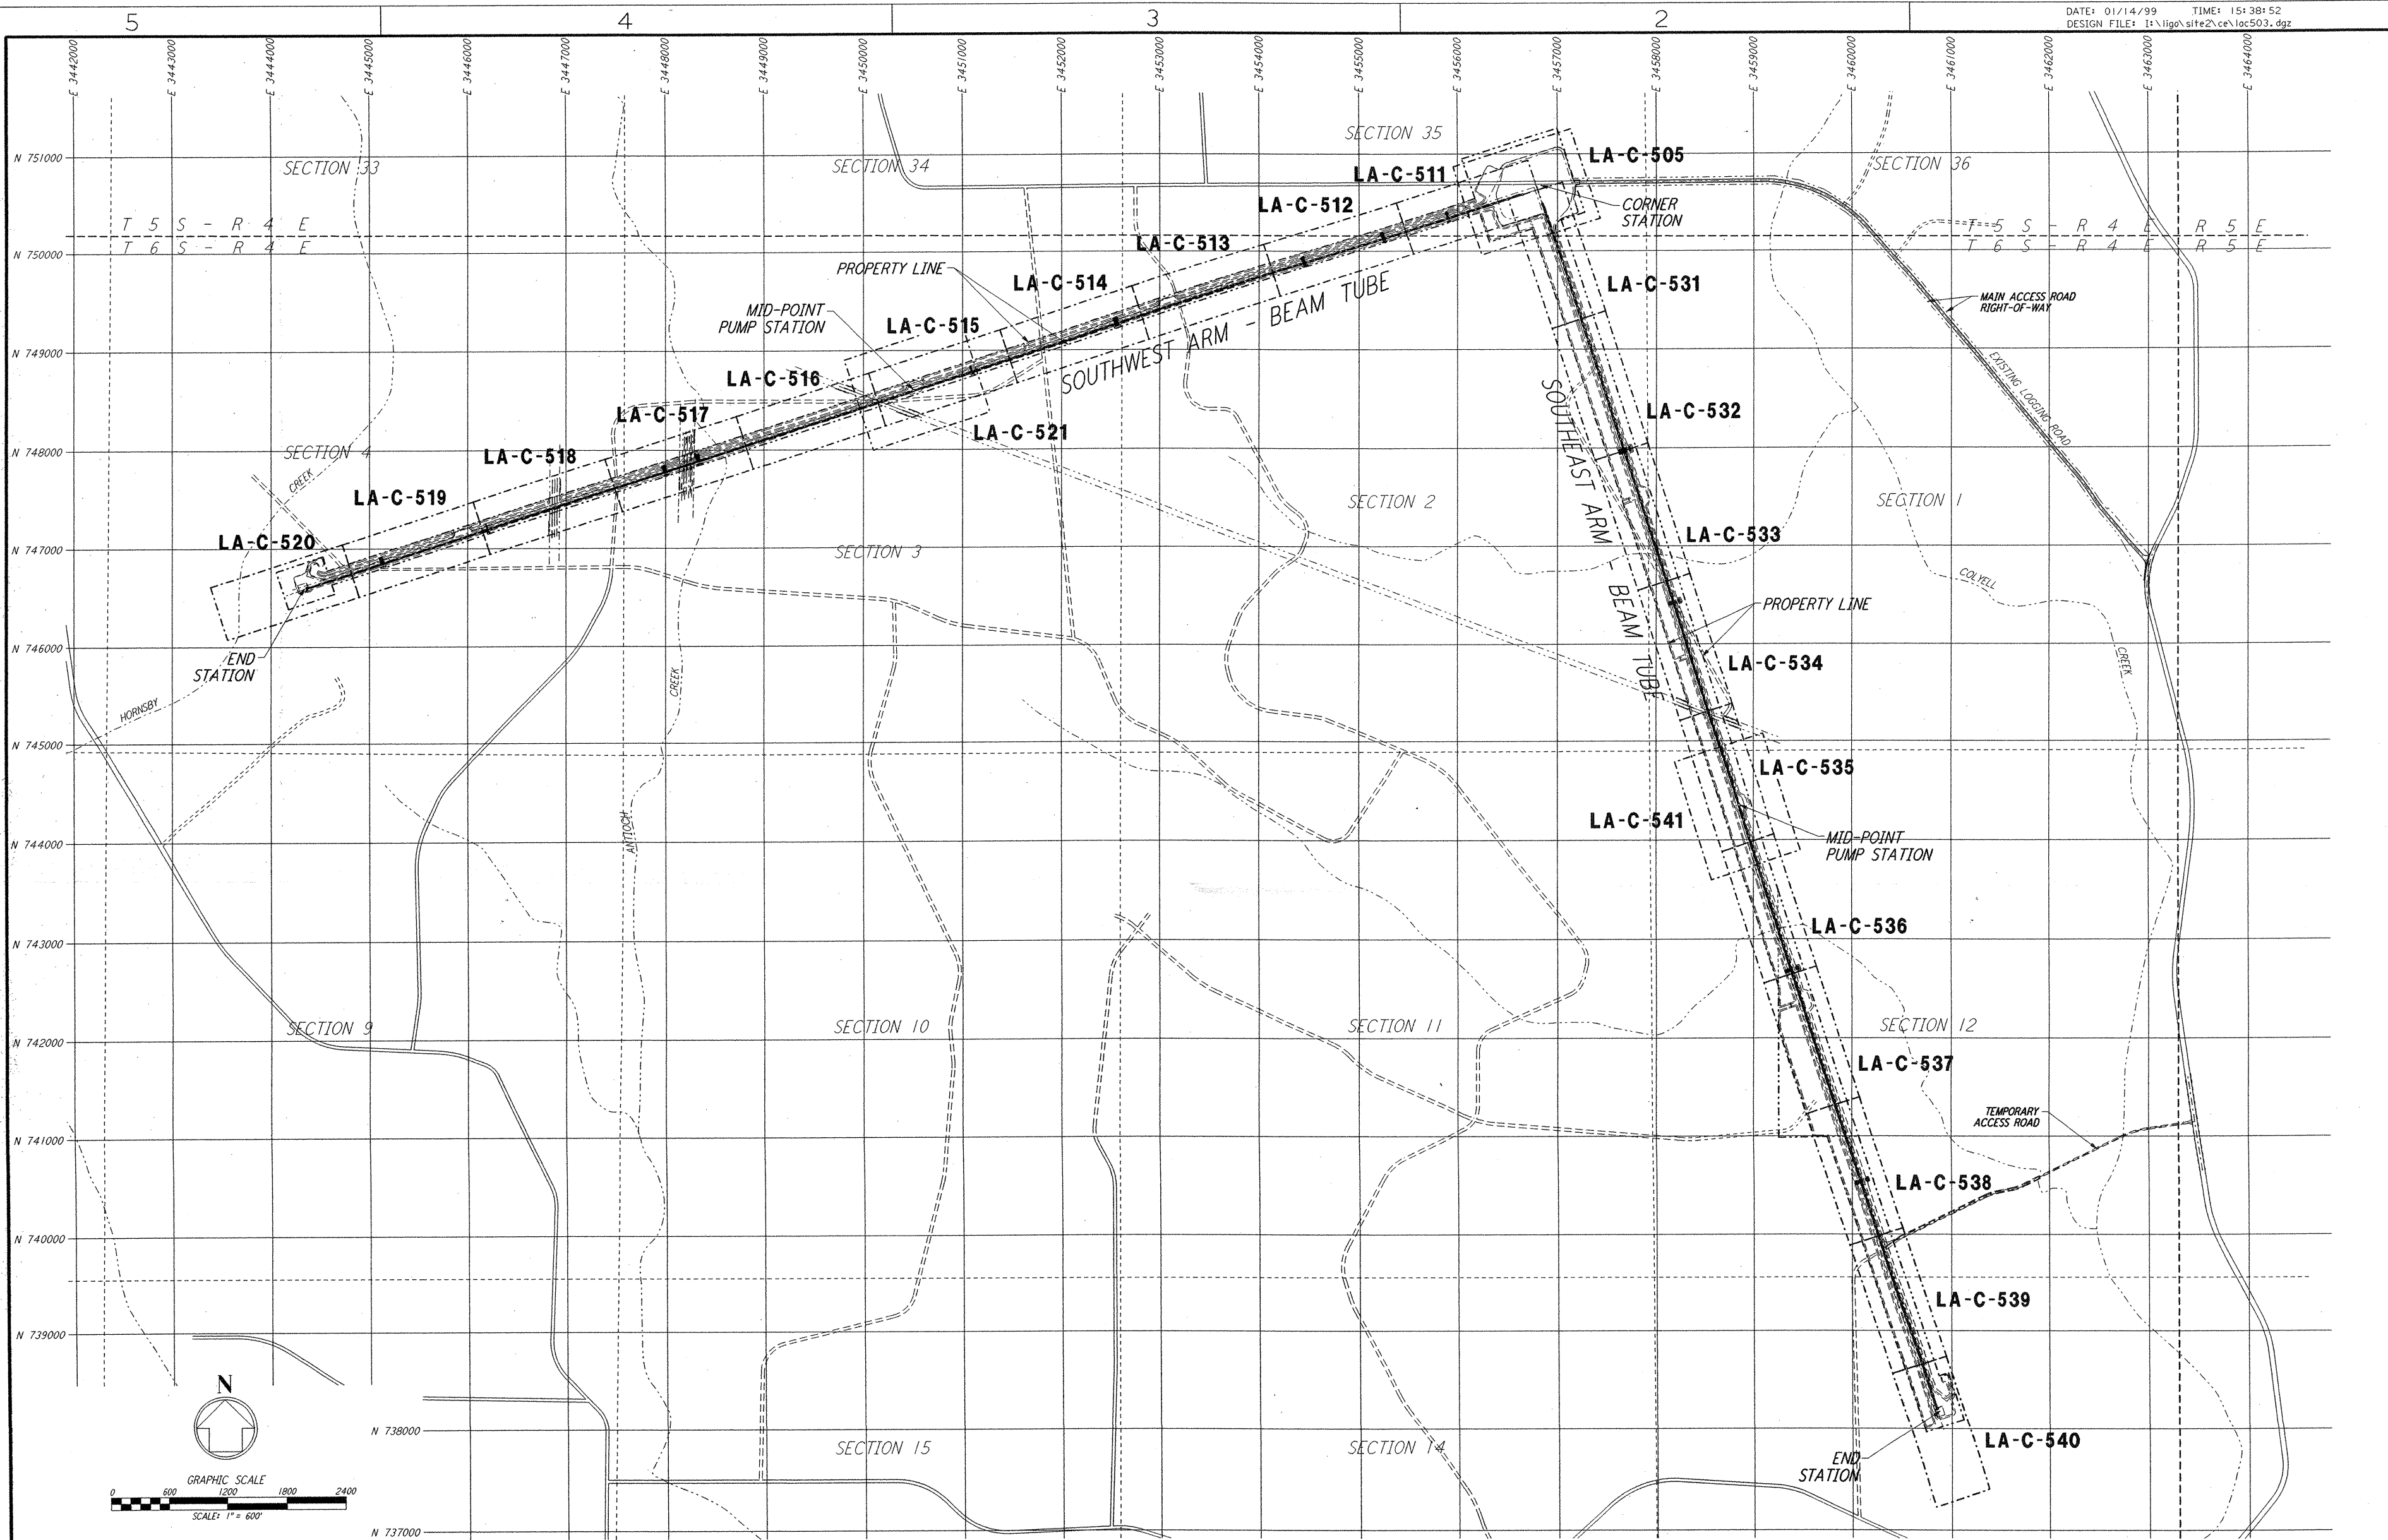 DATE: 01/14/99 TIME: 15:38:52
DESIGN FILE: I:\ligo\site2\ce\lac503.dgz
5 4 3 2
E 3442000
E 3443000
E 3444000
E 3445000
E 3446000
E 3447000
E 3448000
E 3449000
E 3450000
E 3451000
E 3452000
E 3453000
E 3454000
E 3455000
E 3456000
E 3457000
E 3458000
E 3459000
E 3460000
E 3461000
E 3462000
E 3463000
E 3464000
SECTION 35
N 751000
SECTION 33
SECTION 34
LA-C-511
LA-C-505
SECTION 36
LA-C-512
CORNER
STATION
T 5 S - R 4 E
T 6 S - R 4 E
T 5 S - R 4 E R 5 E
T 6 S - R 4 E R 5 E
N 750000
LA-C-513
PROPERTY LINE
LA-C-514
LA-C-531
MAIN ACCESS ROAD
RIGHT-OF-WAY
MID-POINT
PUMP STATION
LA-C-515
SOUTHWEST ARM - BEAM TUBE
N 749000
LA-C-516
EXISTING LOGGING ROAD
LA-C-517
LA-C-532
LA-C-521
N 748000
SECTION 4
LA-C-518
CREEK
SOUTHEAST ARM - BEAM TUBE
LA-C-519
SECTION 2
SECTION 1
LA-C-520
LA-C-533
N 747000
SECTION 3
COLYELL
PROPERTY LINE
N 746000
END
STATION
LA-C-534
CREEK
CREEK
HORNSBY
N 745000
LA-C-535
LA-C-541
ANTIOCH
N 744000
MID-POINT
PUMP STATION
LA-C-536
N 743000
SECTION 9
SECTION 10
SECTION 11
SECTION 12
N 742000
LA-C-537
TEMPORARY
ACCESS ROAD
N 741000
LA-C-538
N 740000
LA-C-539
N 739000
N
N 738000
SECTION 15
SECTION 14
LA-C-540
END
STATION
GRAPHIC SCALE
0 600 1200 1800 2400
SCALE: 1" = 600'
N 737000